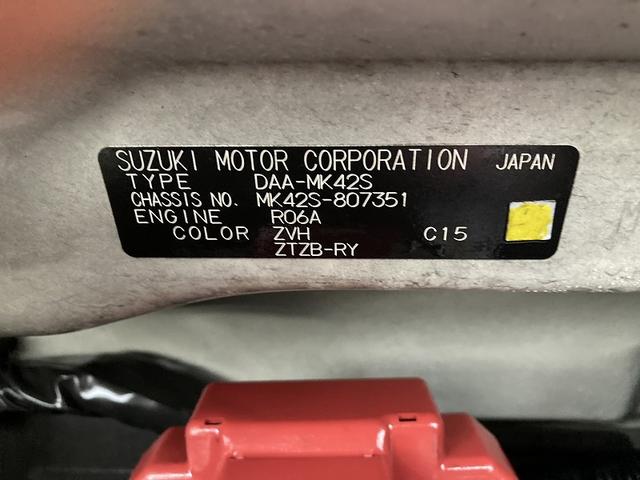 SUZUKI MOTOR CORPORATION JAPAN
TYPE DAA-MK42S
CHASSIS NO. MK42S-807351
ENGINE R06A
COLOR ZVH C15
ZTZB-RY